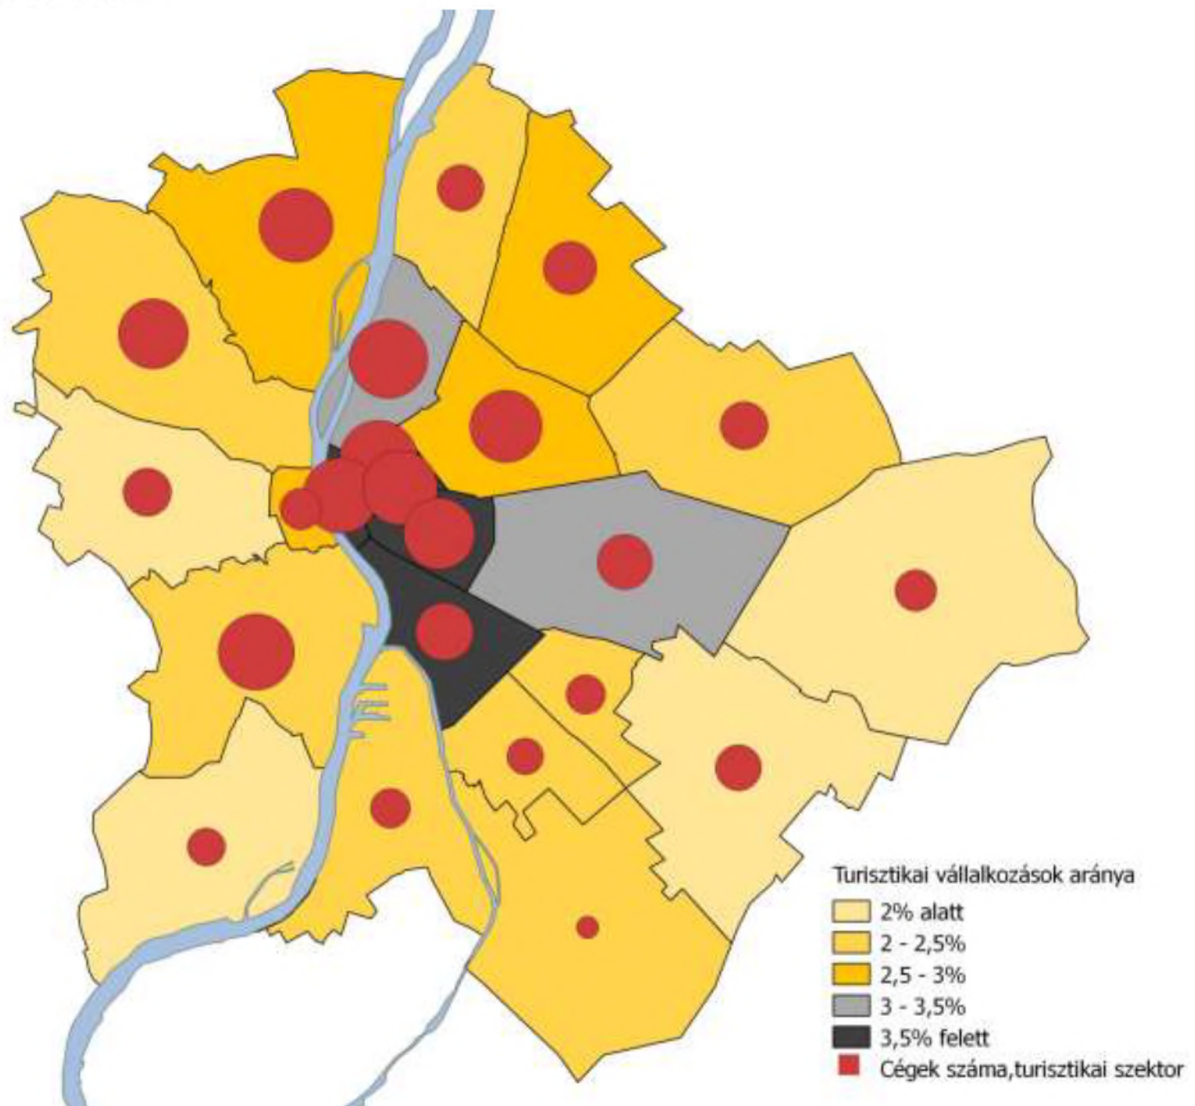 Turisztikai vállalkozások aránya
2% alatt
2 - 2,5%
2,5 - 3%
3 - 3,5%
3,5% felett
Cégek száma,turisztikai szektor